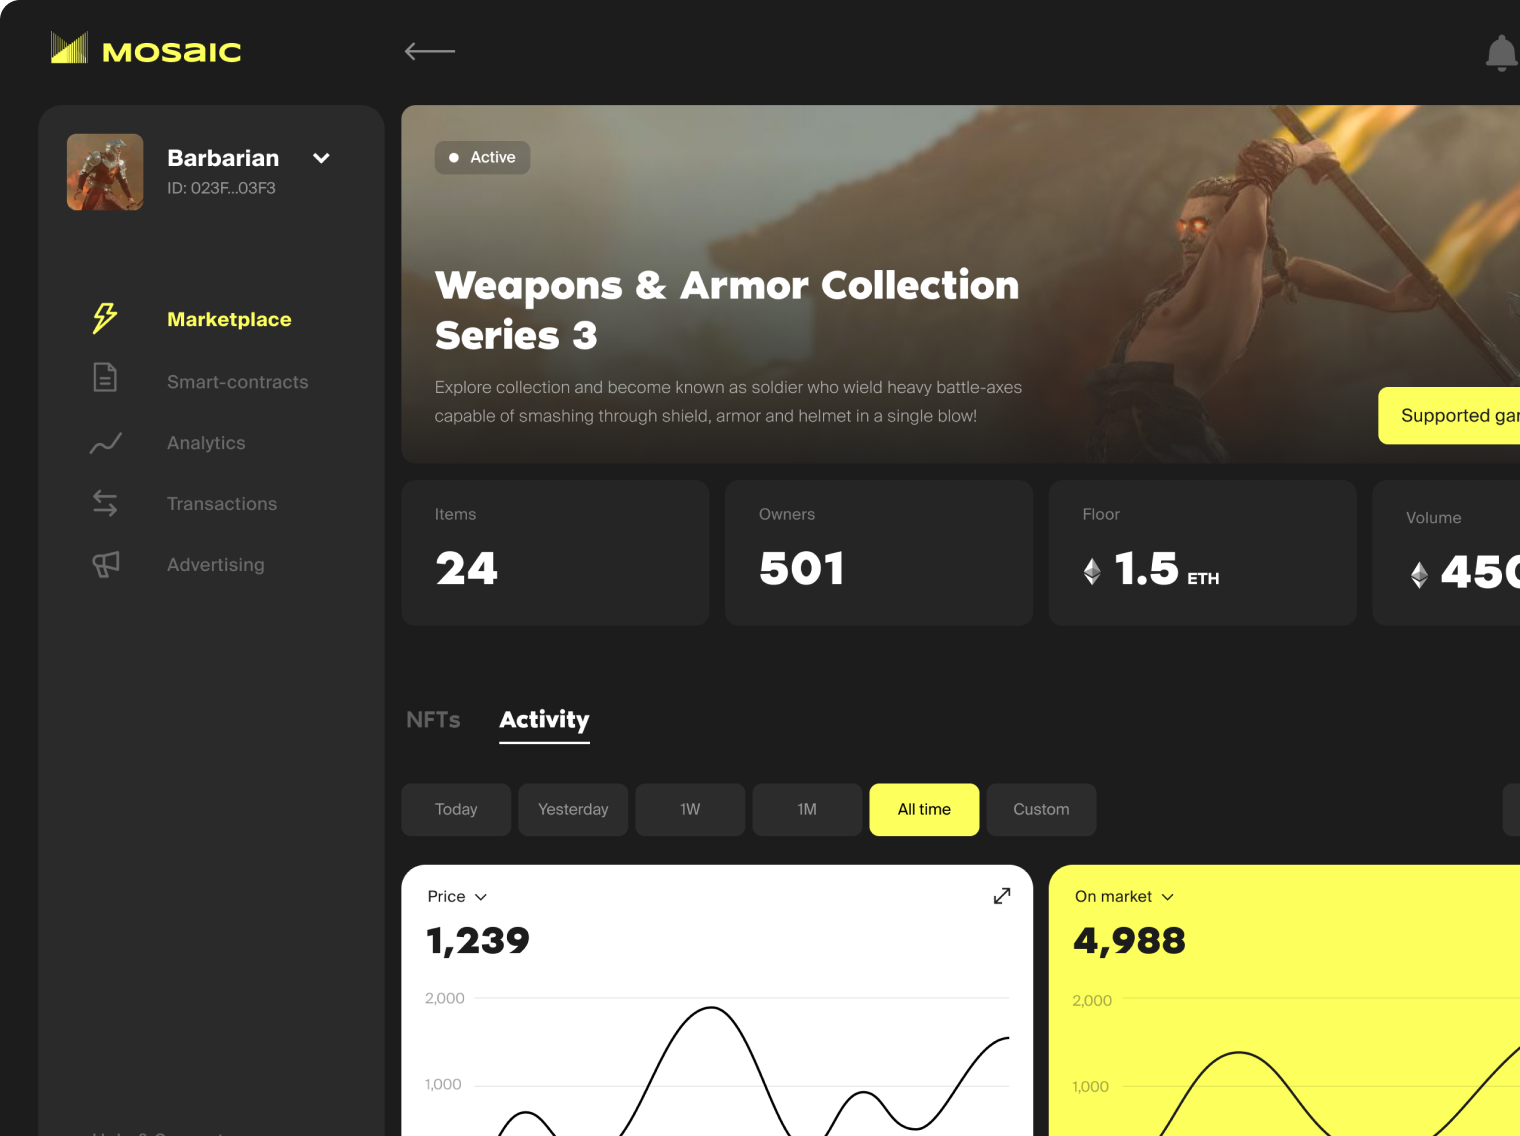 MOSAIC
Barbarian
ID: 023F...03F3
Marketplace
Smart-contracts
Analytics
Transactions
Advertising
Active
Weapons & Armor Collection
Series 3
Explore collection and become known as soldier who wield heavy battle-axes
capable of smashing through shield, armor and helmet in a single blow!
Supported
Items
24
Owners
501
Floor
1.5 ETH
Volume
450
NFTs
Activity
Today
Yesterday
1W
1M
All time
Custom
Price
1,239
2,000
1,000
On market
4,988
2,000
1,000